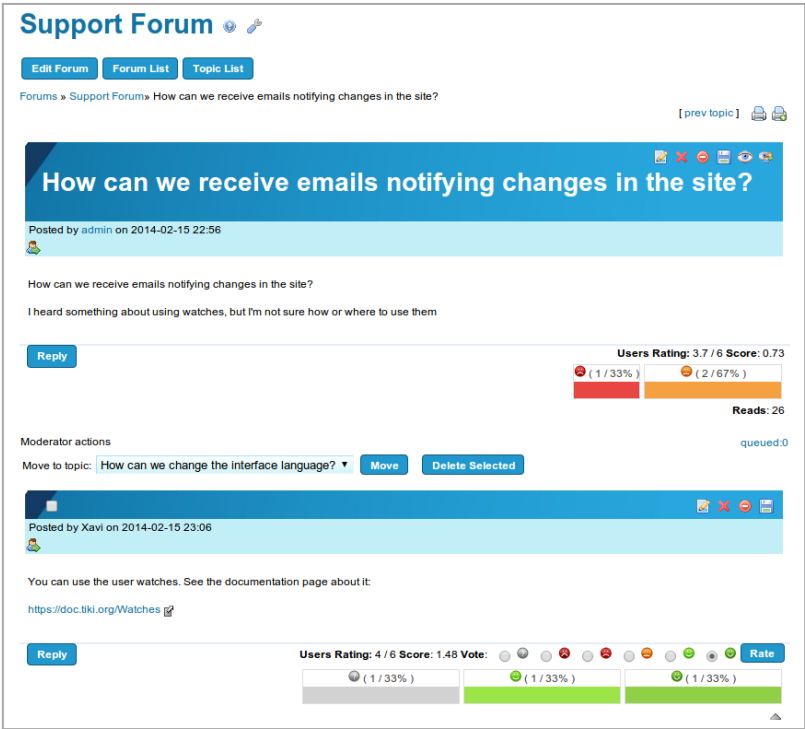 Support Forum
Edit Forum Forum List Topic List
Forums » Support Forum» How can we receive emails notifying changes in the site?
[ prev topic ]
How can we receive emails notifying changes in the site?
Posted by admin on 2014-02-15 22:56
How can we receive emails notifying changes in the site?
I heard something about using watches, but I'm not sure how or where to use them
Reply
Users Rating: 3.7 / 6 Score: 0.73
( 1 / 33% ) ( 2 / 67% )
Reads: 26
Moderator actions
queued:0
Move to topic: How can we change the interface language? Move Delete Selected
Posted by Xavi on 2014-02-15 23:06
You can use the user watches. See the documentation page about it:
https://doc.tiki.org/Watches
Reply Users Rating: 4 / 6 Score: 1.48 Vote: Rate
( 1 / 33% ) ( 1 / 33% ) ( 1 / 33% )